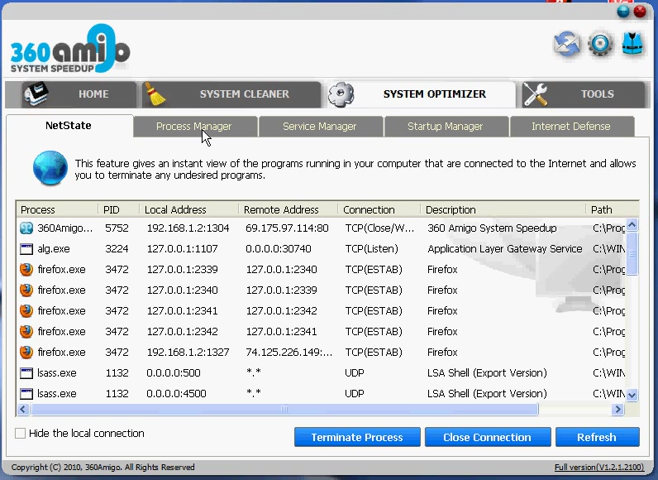 360amigo
SYSTEM SPEEDUP
HOME
SYSTEM CLEANER
SYSTEM OPTIMIZER
TOOLS
NetState
Process Manager
Service Manager
Startup Manager
Internet Defense
This feature gives an instant view of the programs running in your computer that are connected to the Internet and allows
you to terminate any undesired programs.
Process PID Local Address Remote Address Connection Description Path
360Amigo... 5752 192.168.1.2:1304 69.175.97.114:80 TCP(Close/W... 360 Amigo System Speedup C:\Prog
alg.exe 3224 127.0.0.1:1107 0.0.0.0:30740 TCP(Listen) Application Layer Gateway Service C:\WIN
firefox.exe 3472 127.0.0.1:2339 127.0.0.1:2340 TCP(ESTAB) Firefox C:\Prog
firefox.exe 3472 127.0.0.1:2340 127.0.0.1:2339 TCP(ESTAB) Firefox C:\Prog
firefox.exe 3472 127.0.0.1:2341 127.0.0.1:2342 TCP(ESTAB) Firefox C:\Prog
firefox.exe 3472 127.0.0.1:2342 127.0.0.1:2341 TCP(ESTAB) Firefox C:\Prog
firefox.exe 3472 192.168.1.2:1327 74.125.226.149:... TCP(ESTAB) Firefox C:\Prog
lsass.exe 1132 0.0.0.0:500 *.* UDP LSA Shell (Export Version) C:\WIN
lsass.exe 1132 0.0.0.0:4500 *.* UDP LSA Shell (Export Version) C:\WIN
Hide the local connection
Terminate Process
Close Connection
Refresh
Copyright (C) 2010, 360Amigo. All Rights Reserved
Full version(V1.2.1.2100)